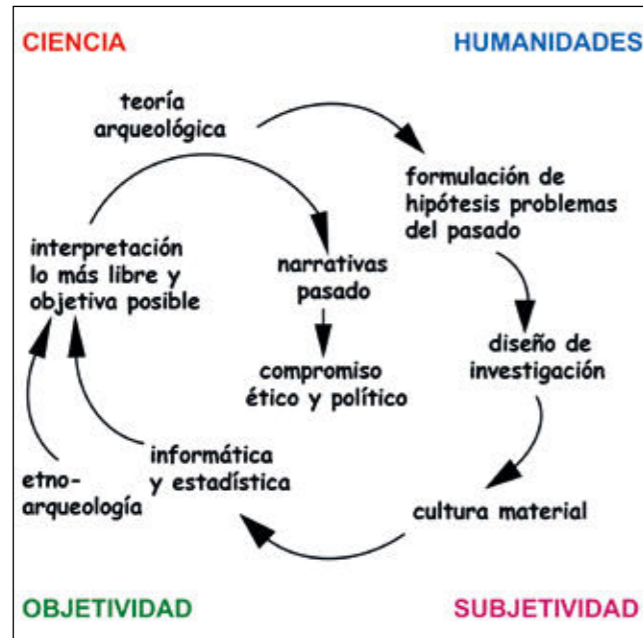 CIENCIA
HUMANIDADES
teoría
arqueológica
formulación de
hipótesis problemas
del pasado
interpretación
lo más libre y
objetiva posible
narrativas
pasado
diseño de
investigación
compromiso
ético y político
informática
y estadística
etno-
arqueología
cultura material
OBJETIVIDAD
SUBJETIVIDAD